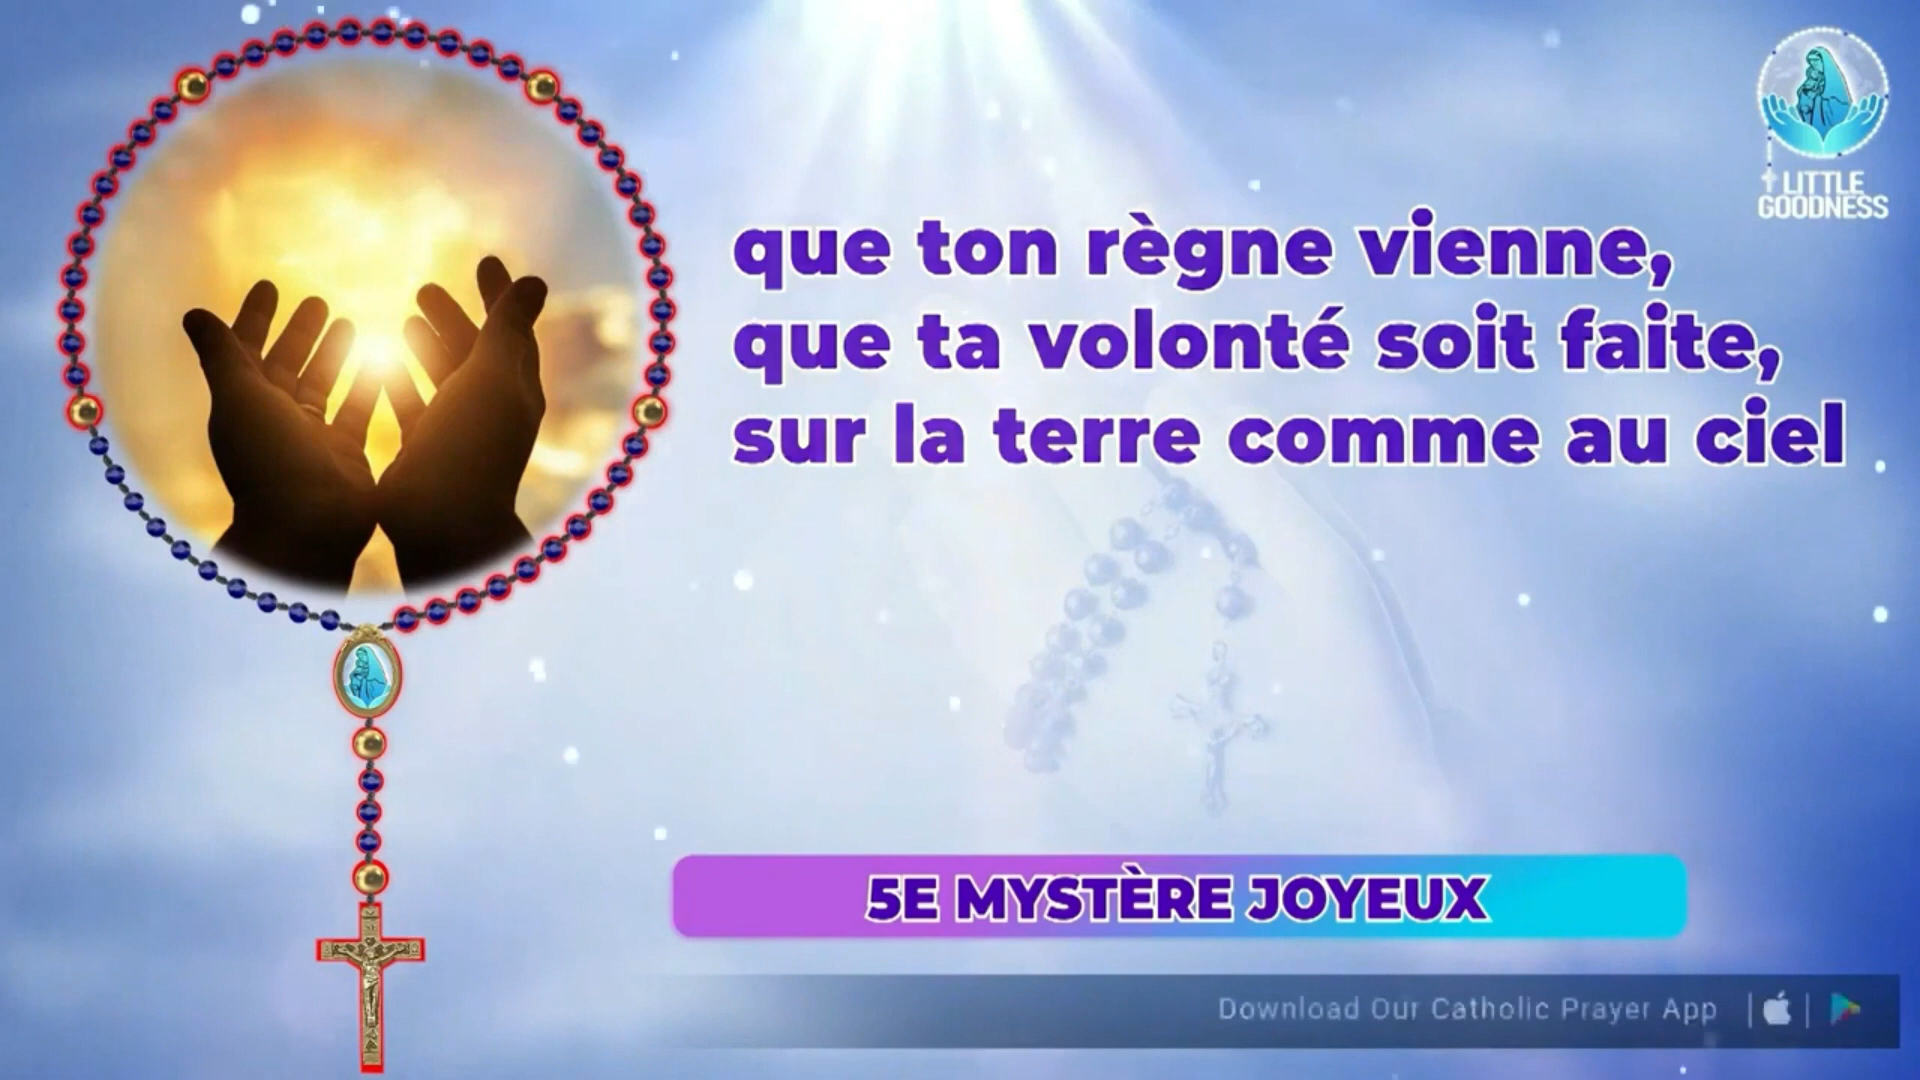 LITTLE
GOODNESS
que ton règne vienne,
que ta volonté soit faite,
sur la terre comme au ciel
5E MYSTÈRE JOYEUX
Download Our Catholic Prayer App